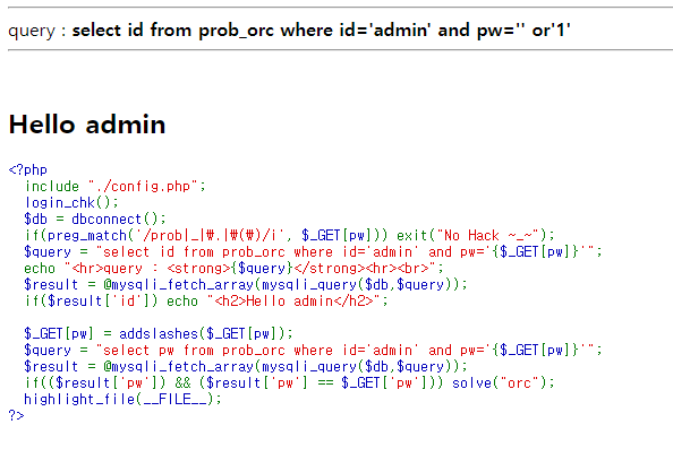 query : select id from prob_orc where id='admin' and pw='' or'1'
Hello admin
<?php
include "./config.php";
login_chk();
$db = dbconnect();
if(preg_match('/prob|_|₩.|₩(₩)/i', $_GET[pw])) exit("No Hack ~_~");
$query = "select id from prob_orc where id='admin' and pw='{$_GET[pw]}'";
echo "<hr>query : <strong>{$query}</strong><hr><br>";
$result = @mysqli_fetch_array(mysqli_query($db,$query));
if($result['id']) echo "<h2>Hello admin</h2>";
$_GET[pw] = addslashes($_GET[pw]);
$query = "select pw from prob_orc where id='admin' and pw='{$_GET[pw]}'";
$result = @mysqli_fetch_array(mysqli_query($db,$query));
if(($result['pw']) && ($result['pw'] == $_GET['pw'])) solve("orc");
highlight_file(__FILE__);
?>